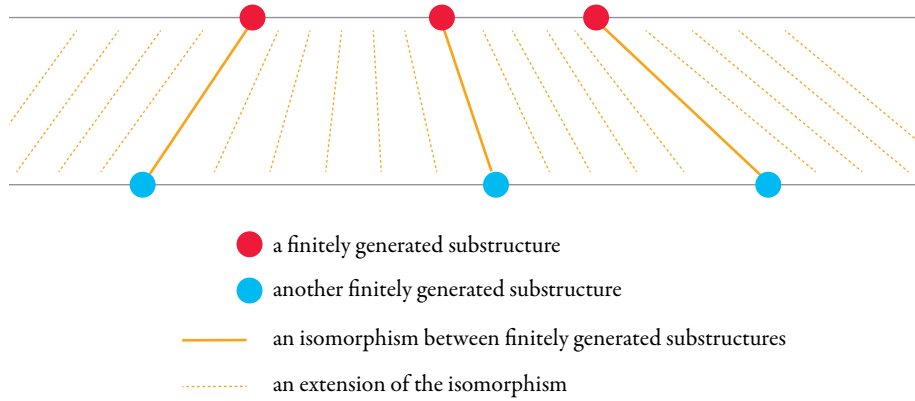 a finitely generated substructure
another finitely generated substructure
an isomorphism between finitely generated substructures
an extension of the isomorphism